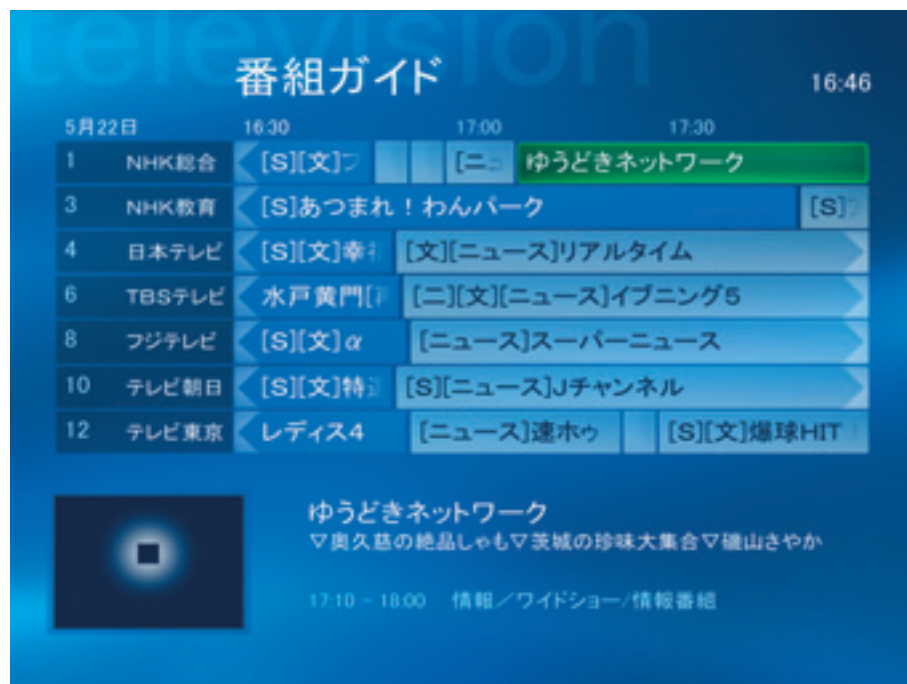 television
番組ガイド 16:46
5月22日 16:30 17:00 17:30
1 NHK総合 [S][文] [ニュ ゆうどきネットワーク
3 NHK教育 [S]あつまれ！わんパーク [S]
4 日本テレビ [S][文]幸 [文][ニュース]リアルタイム
6 TBSテレビ 水戸黄門[再 [二][文][ニュース]イブニング5
8 フジテレビ [S][文]α [ニュース]スーパーニュース
10 テレビ朝日 [S][文]特 [S][ニュース]Jチャンネル
12 テレビ東京 レディス4 [ニュース]速ホゥ [S][文]爆球HIT
ゆうどきネットワーク
▽奥久慈の絶品しゃも▽茨城の珍味大集合▽磯山さやか
17:10 - 18:00 情報／ワイドショー/情報番組